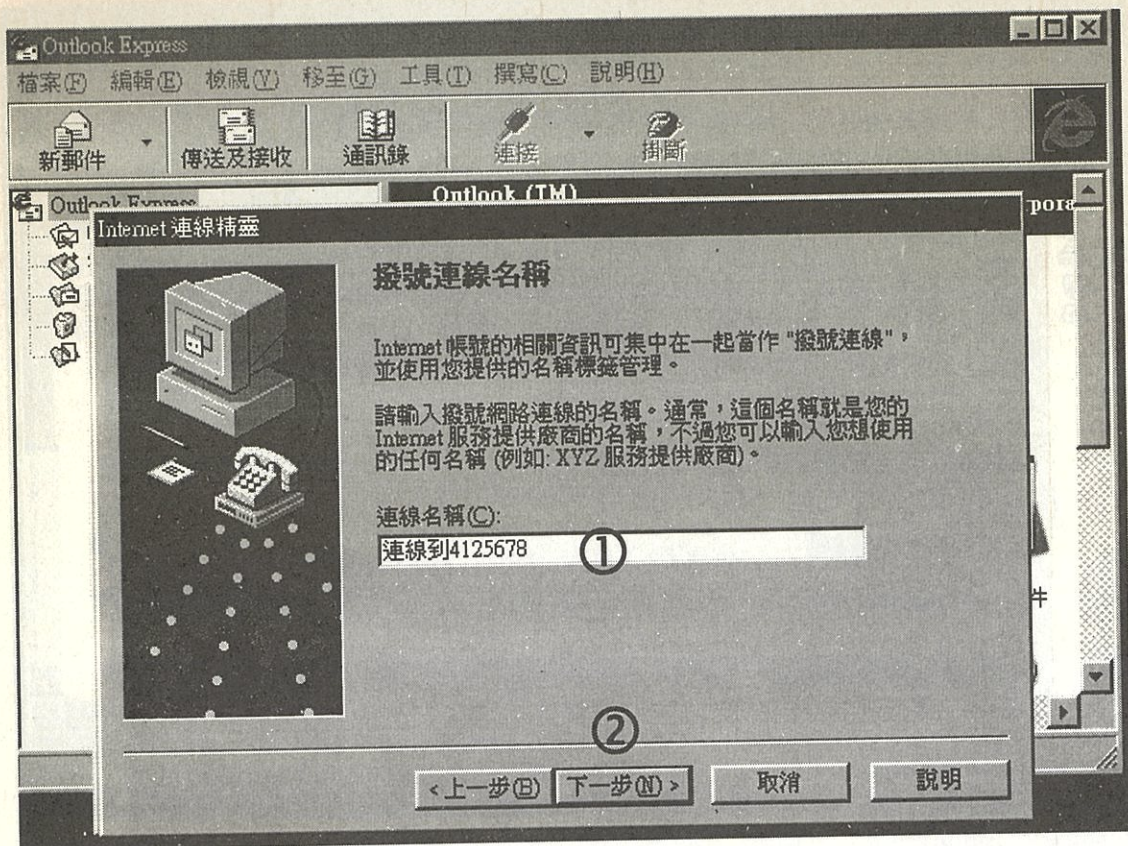 Outlook Express
檔案(F) 編輯(E) 檢視(V) 移至(G) 工具(T) 撰寫(C) 說明(H)
新郵件 傳送及接收 通訊錄 連接 掛斷
Outlook Express
Outlook (TM)
pora
Internet 連線精靈
撥號連線名稱
Internet 帳號的相關資訊可集中在一起當作 "撥號連線"，
並使用您提供的名稱標籤管理。
請輸入撥號網路連線的名稱。通常，這個名稱就是您的
Internet 服務提供廠商的名稱，不過您可以輸入您想使用
的任何名稱 (例如: XYZ 服務提供廠商)。
連線名稱(C):
連線到4125678
①
件
②
<上一步(B) 下一步(N)> 取消 說明